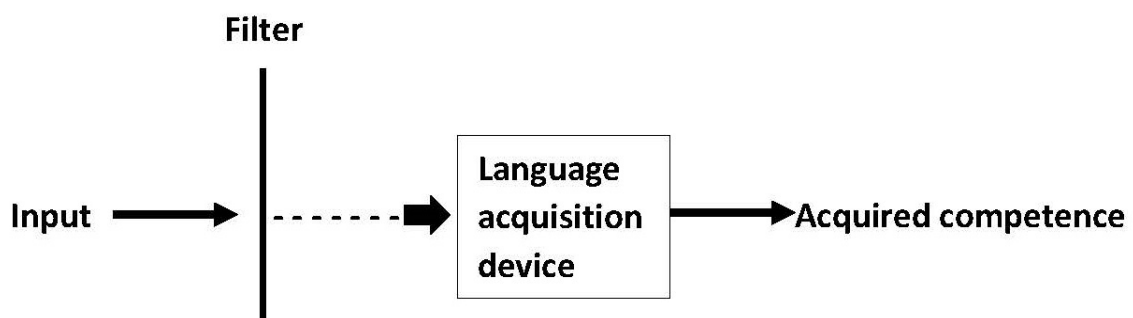 Filter
Input
Language
acquisition
device
Acquired competence